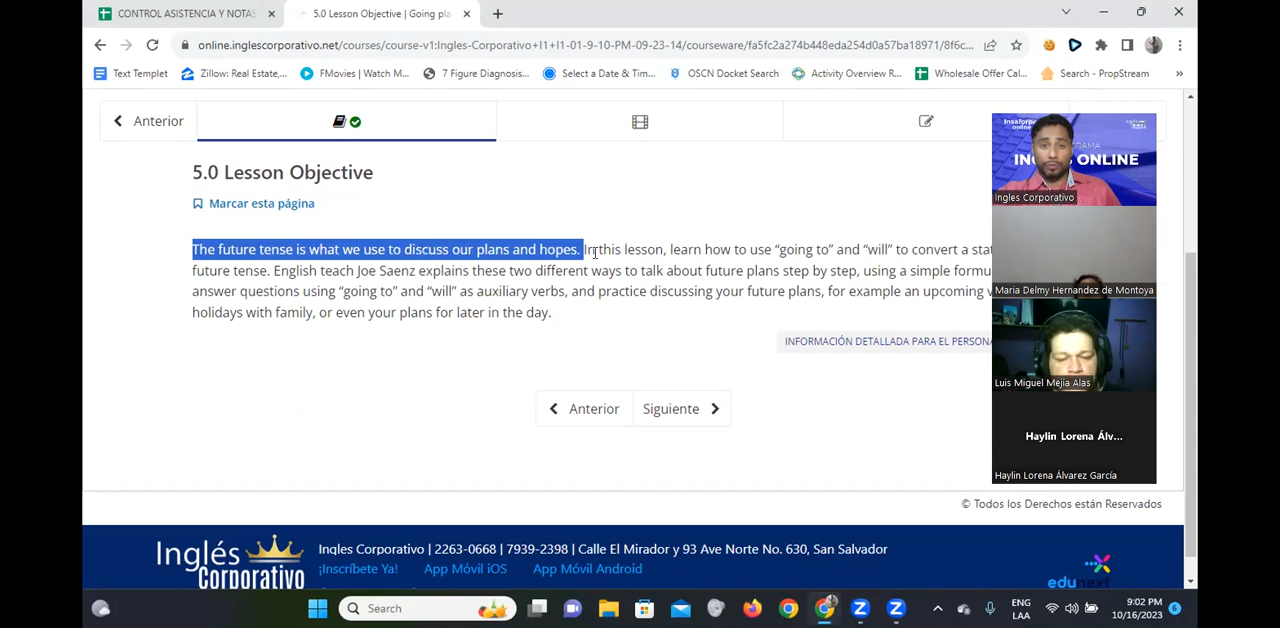 CONTROL ASISTENCIA Y NOTAS
5.0 Lesson Objective | Going pla
online.inglescorporativo.net/courses/course-v1:Ingles-Corporativo+I1+I1-01-9-10-PM-09-23-14/courseware/fa5fc2a274b448eda254d0a57ba18971/8f6c...
Text Templet
Zillow: Real Estate,...
FMovies | Watch M...
7 Figure Diagnosis...
Select a Date & Tim...
OSCN Docket Search
Activity Overview R...
Wholesale Offer Cal...
Search - PropStream
»
Anterior
INGLES ONLINE
Ingles Corporativo
5.0 Lesson Objective
Marcar esta página
The future tense is what we use to discuss our plans and hopes. In this lesson, learn how to use “going to” and “will” to convert a stat
future tense. English teach Joe Saenz explains these two different ways to talk about future plans step by step, using a simple formu
answer questions using “going to” and “will” as auxiliary verbs, and practice discussing your future plans, for example an upcoming v
holidays with family, or even your plans for later in the day.
Maria Delmy Hernandez de Montoya
INFORMACIÓN DETALLADA PARA EL PERSONA
Luis Miguel Mejia Alas
Anterior
Siguiente
Haylin Lorena Álv...
Haylin Lorena Álvarez García
© Todos los Derechos están Reservados
Inglés Corporativo
Ingles Corporativo | 2263-0668 | 7939-2398 | Calle El Mirador y 93 Ave Norte No. 630, San Salvador
¡Inscríbete Ya!
App Móvil iOS
App Móvil Android
edunext
Search
ENG
LAA
9:02 PM
10/16/2023
6